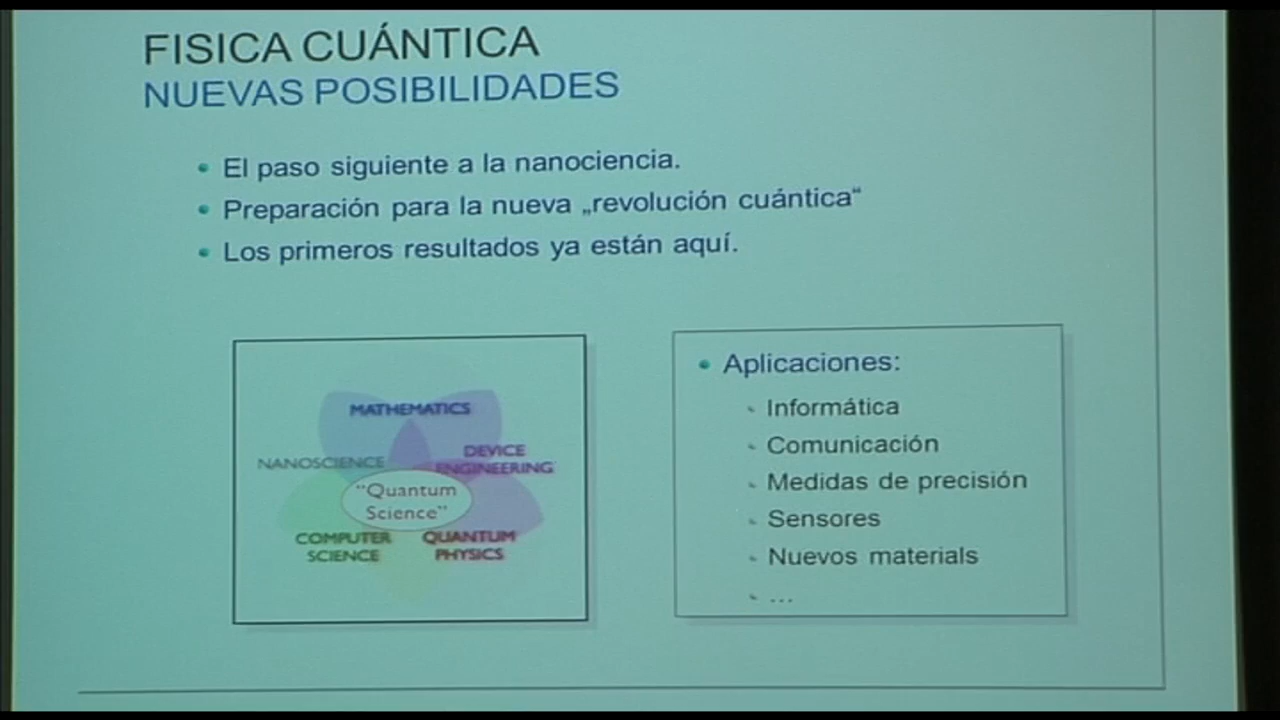 FISICA CUÁNTICA
NUEVAS POSIBILIDADES
• El paso siguiente a la nanociencia.
• Preparación para la nueva „revolución cuántica“
• Los primeros resultados ya están aquí.
MATHEMATICS
NANOSCIENCE
DEVICE
ENGINEERING
"Quantum
Science"
COMPUTER
SCIENCE
QUANTUM
PHYSICS
• Aplicaciones:
• Informática
• Comunicación
• Medidas de precisión
• Sensores
• Nuevos materials
• ...